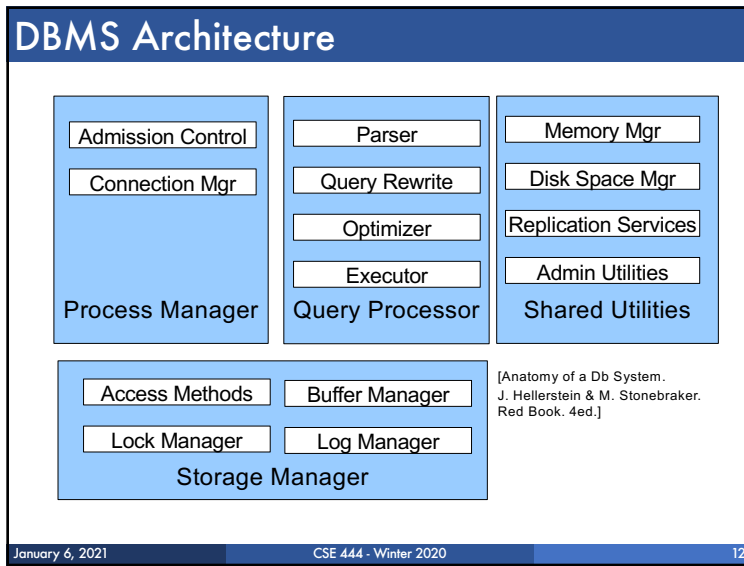 DBMS Architecture
Admission Control
Connection Mgr
Process Manager
Parser
Query Rewrite
Optimizer
Executor
Query Processor
Memory Mgr
Disk Space Mgr
Replication Services
Admin Utilities
Shared Utilities
Access Methods
Buffer Manager
Lock Manager
Log Manager
Storage Manager
[Anatomy of a Db System.
J. Hellerstein & M. Stonebraker.
Red Book. 4ed.]
January 6, 2021
CSE 444 - Winter 2020
12